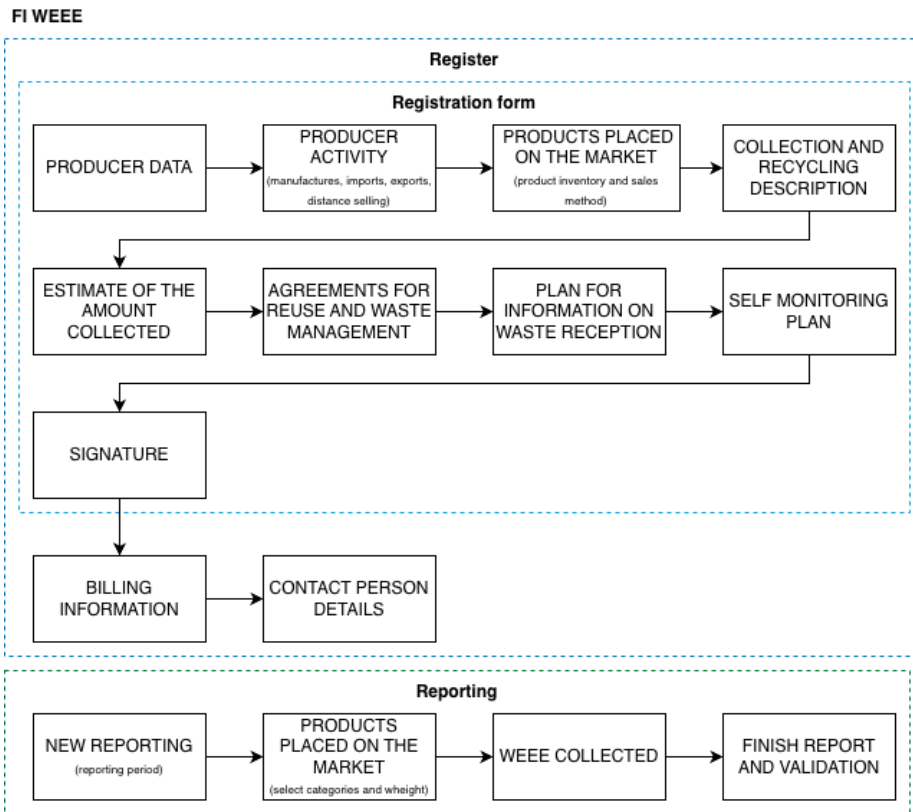 FI WEEE
Register
Registration form
PRODUCER DATA
PRODUCER
ACTIVITY
(manufactures, imports, exports,
distance selling)
PRODUCTS PLACED
ON THE MARKET
(product inventory and sales
method)
COLLECTION AND
RECYCLING
DESCRIPTION
ESTIMATE OF THE
AMOUNT
COLLECTED
AGREEMENTS FOR
REUSE AND WASTE
MANAGEMENT
PLAN FOR
INFORMATION ON
WASTE RECEPTION
SELF MONITORING
PLAN
SIGNATURE
BILLING
INFORMATION
CONTACT PERSON
DETAILS
Reporting
NEW REPORTING
(reporting period)
PRODUCTS
PLACED ON THE
MARKET
(select categories and wheight)
WEEE COLLECTED
FINISH REPORT
AND VALIDATION